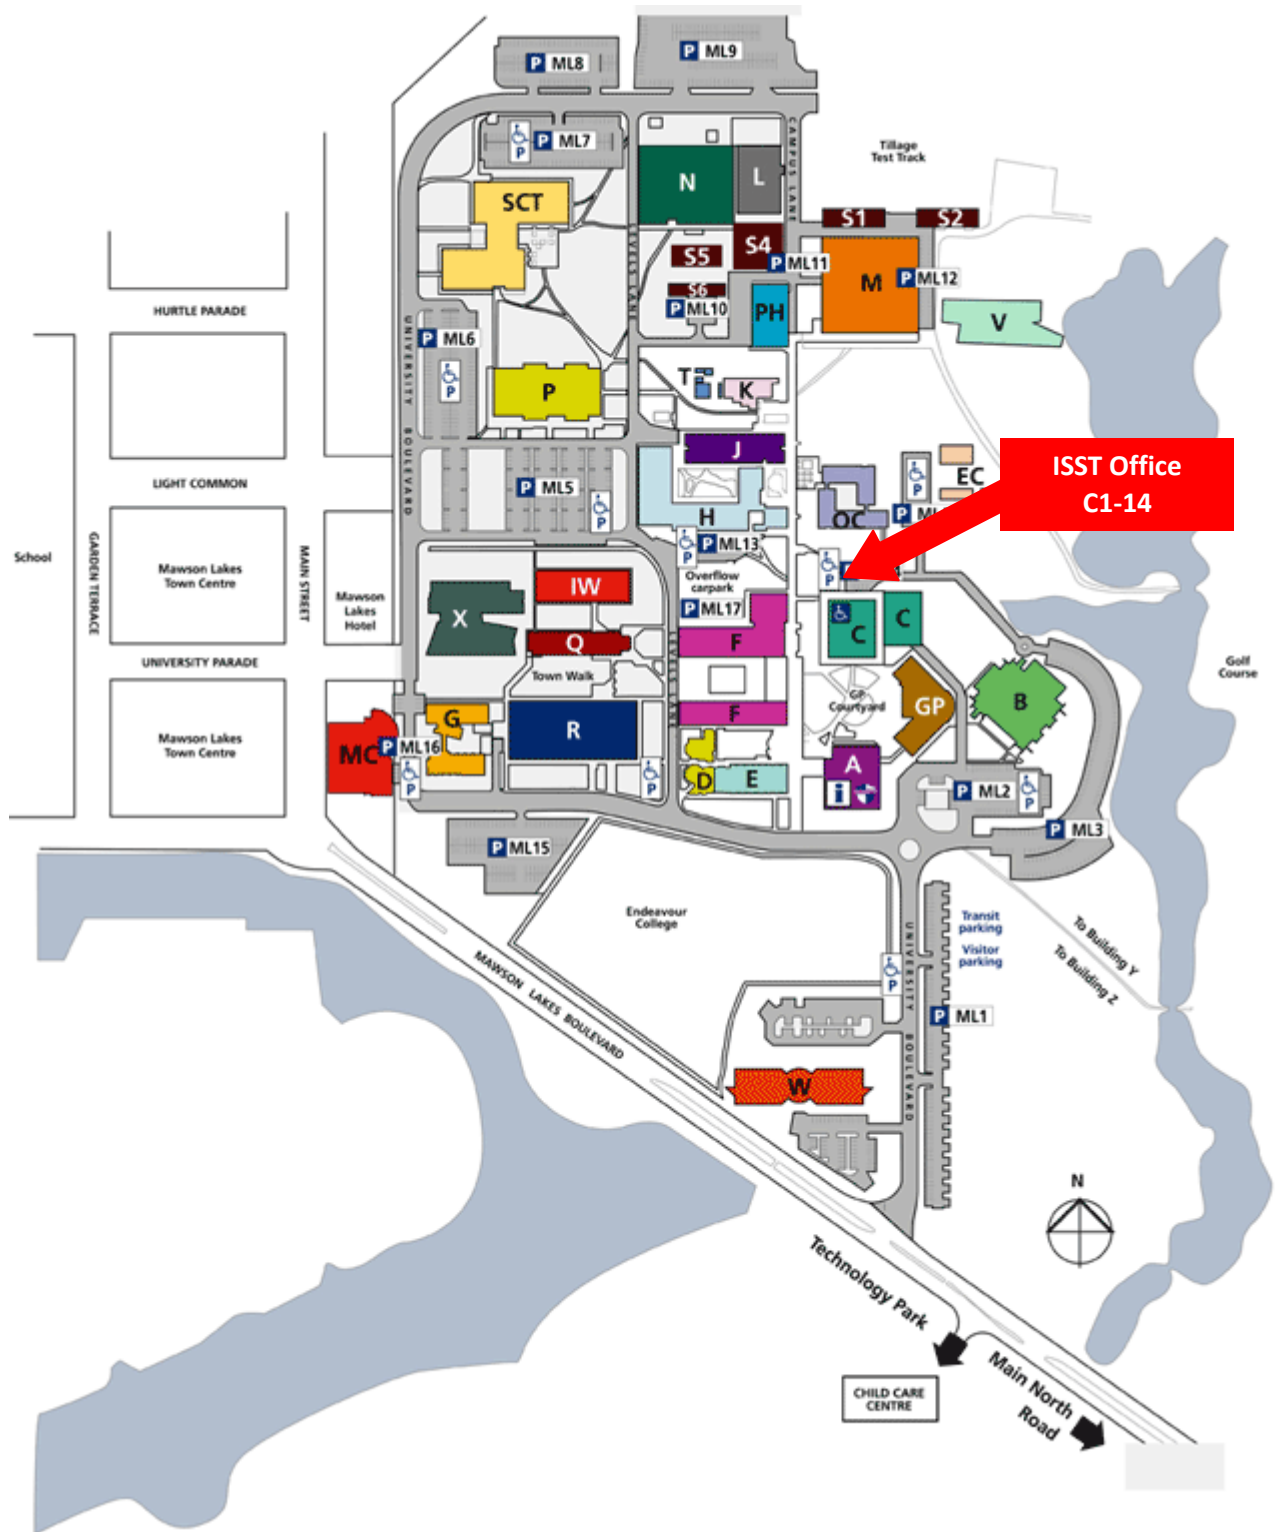 P ML9
P ML8
P ML7
P
CAMPUS LANE
Tillage
Test Track
N
L
SCT
S1
S2
S4
S5
P ML11
M
P ML12
S6
P ML10
PH
V
LEVELS LANE
HURTLE PARADE
P ML6
P
UNIVERSITY BOULEVARD
P
T
K
J
ISST Office
C1-14
EC
LIGHT COMMON
P ML5
P
H
OC
P
P
School
GARDEN TERRACE
Mawson Lakes
Town Centre
MAIN STREET
Mawson
Lakes
Hotel
P ML13
P
Overflow
carpark
P ML17
P
IW
X
Q
F
C
C
UNIVERSITY PARADE
Town Walk
Golf
Course
GP
Courtyard
GP
B
G
R
F
Mawson Lakes
Town Centre
MC
P ML16
P
P
D
E
A
i
P ML2
P
P ML3
P ML15
Endeavour
College
Transit
parking
Visitor
parking
To Building Y
To Building Z
P
UNIVERSITY BOULEVARD
MAWSON LAKES BOULEVARD
P ML1
W
N
Technology Park
Main North
Road
CHILD CARE
CENTRE